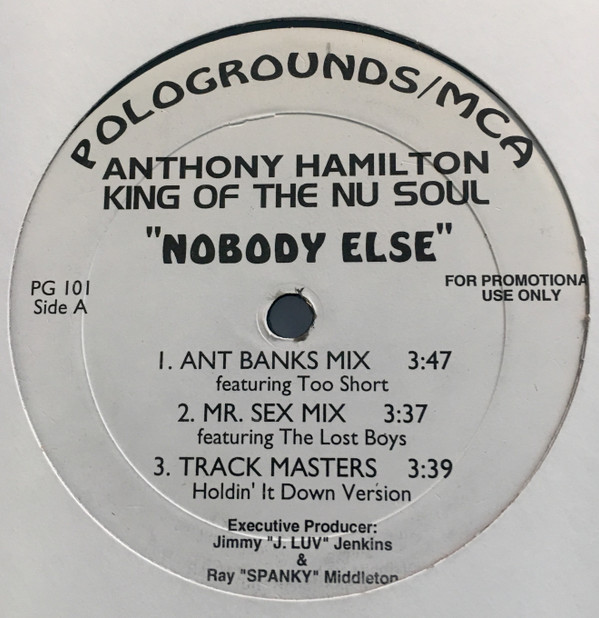 POLOGROUNDS/MCA
ANTHONY HAMILTON
KING OF THE NU SOUL
"NOBODY ELSE"
PG 101
Side A
FOR PROMOTIONA
USE ONLY
1. ANT BANKS MIX 3:47
featuring Too Short
2. MR. SEX MIX 3:37
featuring The Lost Boys
3. TRACK MASTERS 3:39
Holdin' It Down Version
Executive Producer:
Jimmy "J. LUV" Jenkins
&
Ray "SPANKY" Middleton